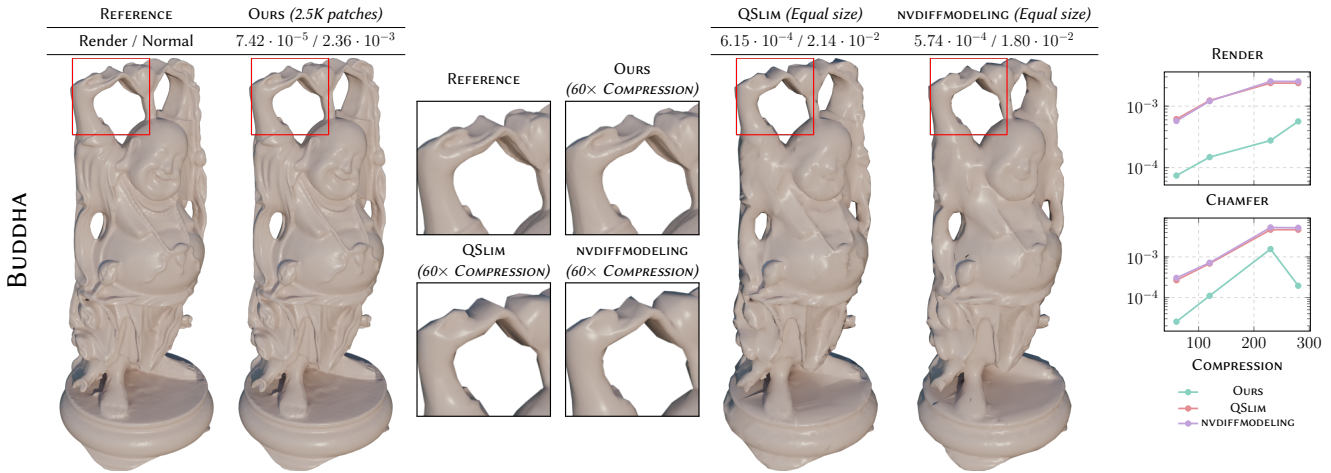 REFERENCE
OURS (2.5K patches)
QSLIM (Equal size)
NVDIFFMODELING (Equal size)
Render / Normal
7.42 · 10⁻⁵ / 2.36 · 10⁻³
6.15 · 10⁻⁴ / 2.14 · 10⁻²
5.74 · 10⁻⁴ / 1.80 · 10⁻²
BUDDHA
REFERENCE
OURS
(60× COMPRESSION)
QSLIM
(60× COMPRESSION)
NVDIFFMODELING
(60× COMPRESSION)
RENDER
10⁻³
10⁻⁴
CHAMFER
10⁻³
10⁻⁴
100 200 300
COMPRESSION
OURS
QSLIM
NVDIFFMODELING